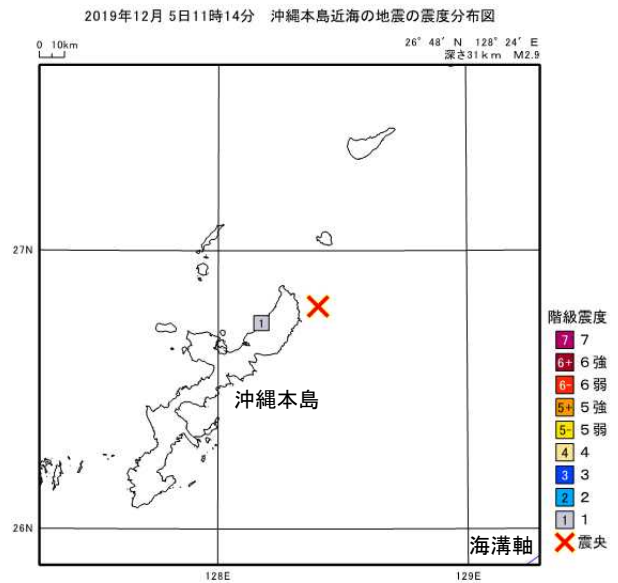 2019年12月 5日11時14分 沖縄本島近海の地震の震度分布図
0 10km
26° 48′ N 128° 24′ E
深さ31km M2.9
27N
1
沖縄本島
26N
海溝軸
128E
129E
階級震度
7 7
6+ 6強
6- 6弱
5+ 5強
5- 5弱
4 4
3 3
2 2
1 1
震央